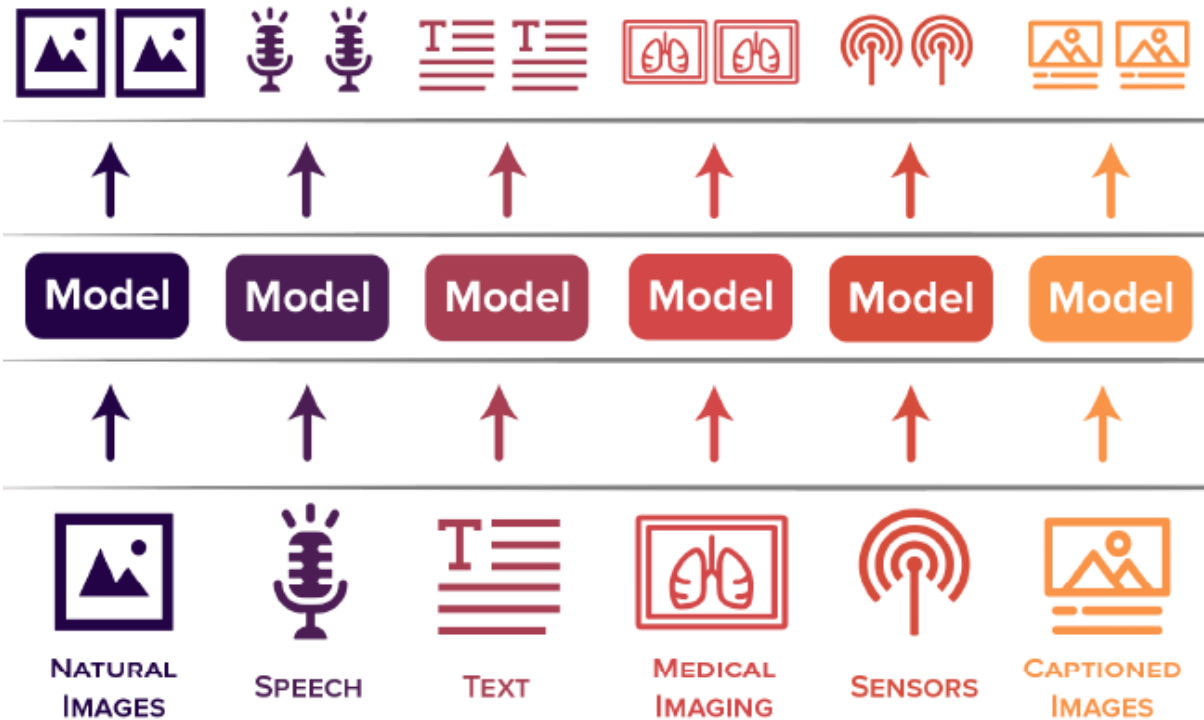 Model Model Model Model Model Model
NATURAL IMAGES
SPEECH
TEXT
MEDICAL IMAGING
SENSORS
CAPTIONED IMAGES